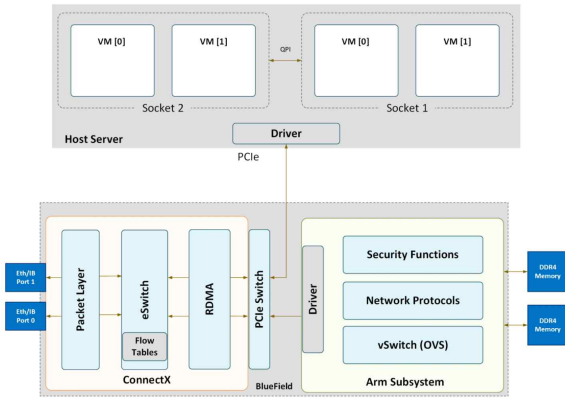 VM [0]
VM [1]
QPI
VM [0]
VM [1]
Socket 2
Socket 1
Driver
Host Server
PCIe
Eth/IB
Port 1
Eth/IB
Port 0
Packet Layer
eSwitch
Flow
Tables
RDMA
PCIe Switch
ConnectX
BlueField
Driver
Security Functions
Network Protocols
vSwitch (OVS)
Arm Subsystem
DDR4
Memory
DDR4
Memory